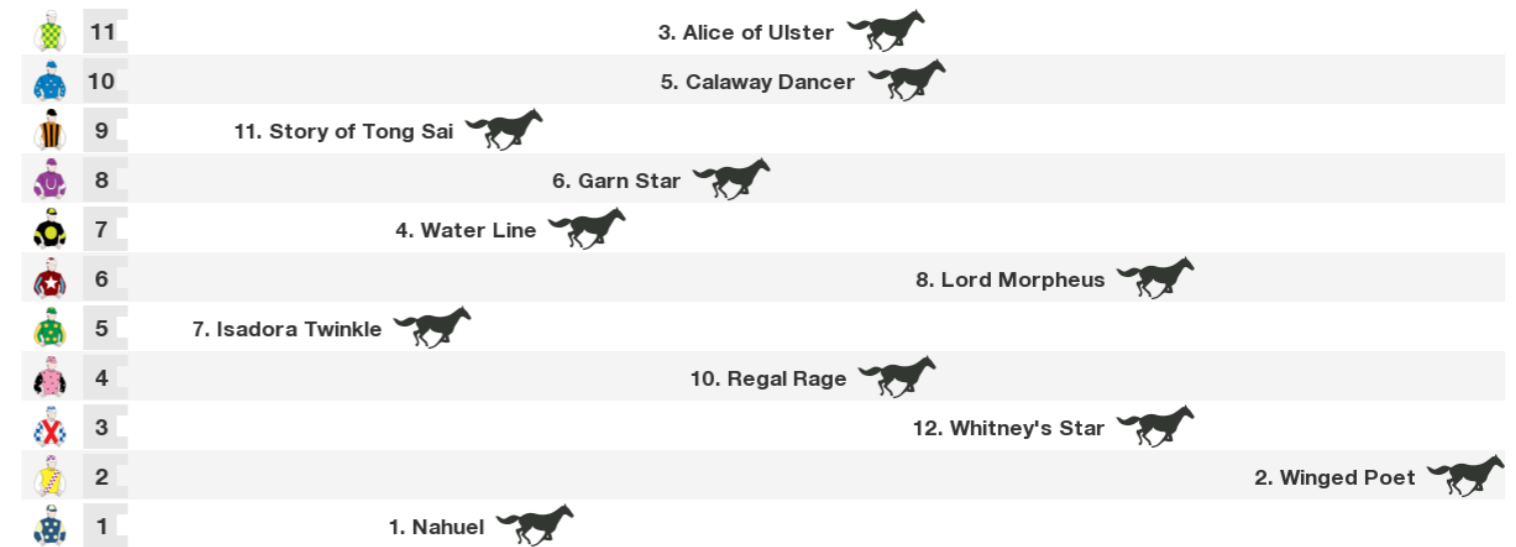 11 3. Alice of Ulster
10 5. Calaway Dancer
9 11. Story of Tong Sai
8 6. Garn Star
7 4. Water Line
6 8. Lord Morpheus
5 7. Isadora Twinkle
4 10. Regal Rage
3 12. Whitney's Star
2 2. Winged Poet
1 1. Nahuel